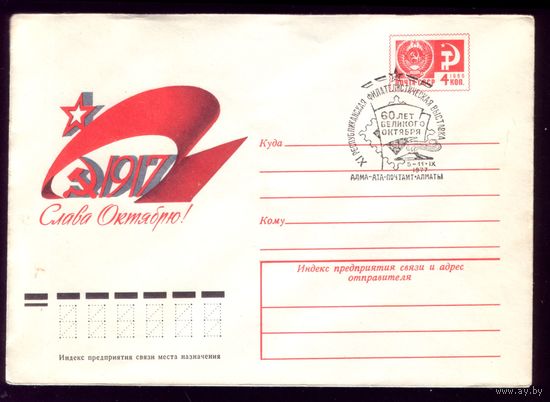 1917
Слава Октябрю!
ПОЧТА СССР
1966
4 КОП.
XI РЕСПУБЛИКАНСКАЯ ФИЛАТЕЛИСТИЧЕСКАЯ ВЫСТАВКА
60 ЛЕТ
ВЕЛИКОГО
ОКТЯБРЯ
5-11-IX
1977
АЛМА-АТА-ПОЧТАМТ-АЛМАТЫ
Куда
Кому
Индекс предприятия связи и адрес
отправителя
Индекс предприятия связи места назначения
www.ay.by